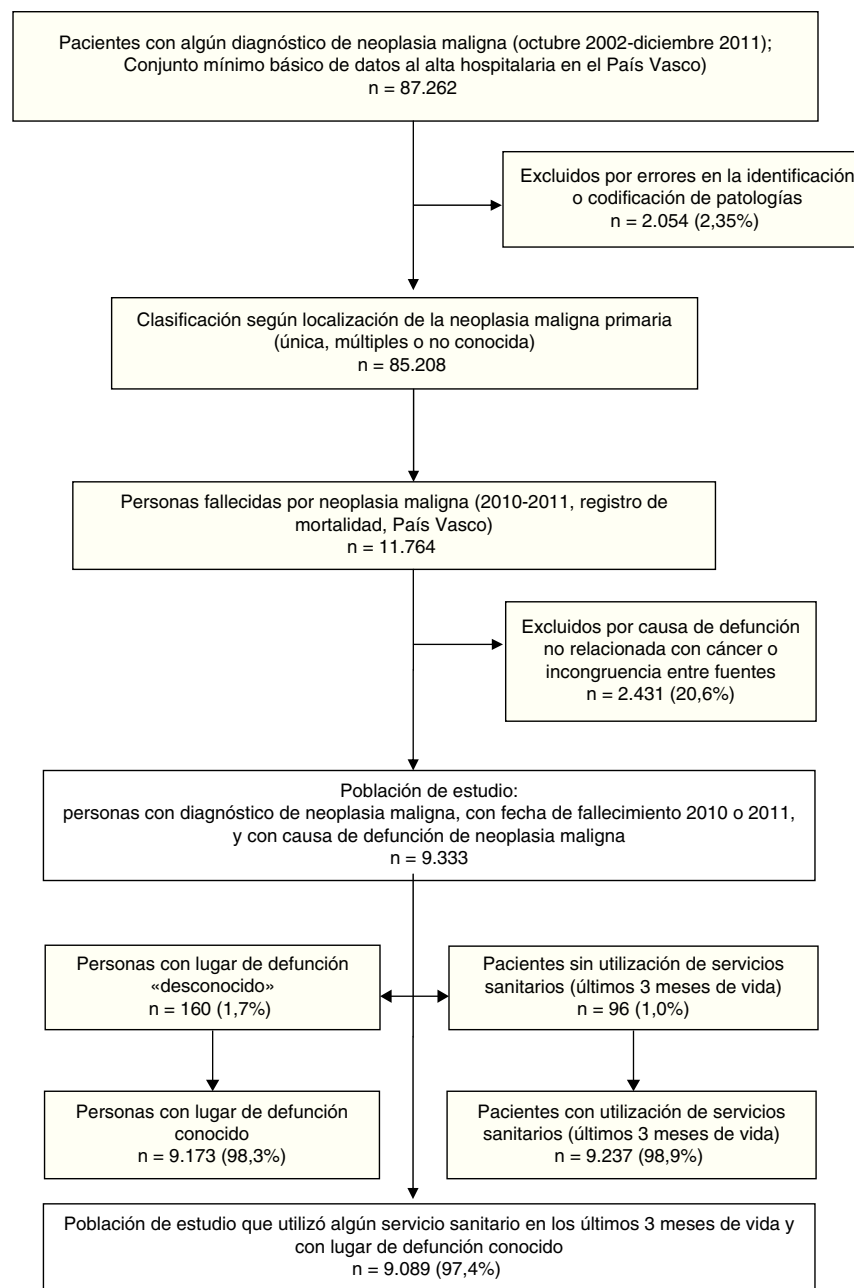 Pacientes con algún diagnóstico de neoplasia maligna (octubre 2002-diciembre 2011);
Conjunto mínimo básico de datos al alta hospitalaria en el País Vasco)
n = 87.262
Excluidos por errores en la identificación
o codificación de patologías
n = 2.054 (2,35%)
Clasificación según localización de la neoplasia maligna primaria
(única, múltiples o no conocida)
n = 85.208
Personas fallecidas por neoplasia maligna (2010-2011, registro de
mortalidad, País Vasco)
n = 11.764
Excluidos por causa de defunción
no relacionada con cáncer o
incongruencia entre fuentes
n = 2.431 (20,6%)
Población de estudio:
personas con diagnóstico de neoplasia maligna, con fecha de fallecimiento 2010 o 2011,
y con causa de defunción de neoplasia maligna
n = 9.333
Personas con lugar de defunción
«desconocido»
n = 160 (1,7%)
Pacientes sin utilización de servicios
sanitarios (últimos 3 meses de vida)
n = 96 (1,0%)
Personas con lugar de defunción
conocido
n = 9.173 (98,3%)
Pacientes con utilización de servicios
sanitarios (últimos 3 meses de vida)
n = 9.237 (98,9%)
Población de estudio que utilizó algún servicio sanitario en los últimos 3 meses de vida y
con lugar de defunción conocido
n = 9.089 (97,4%)